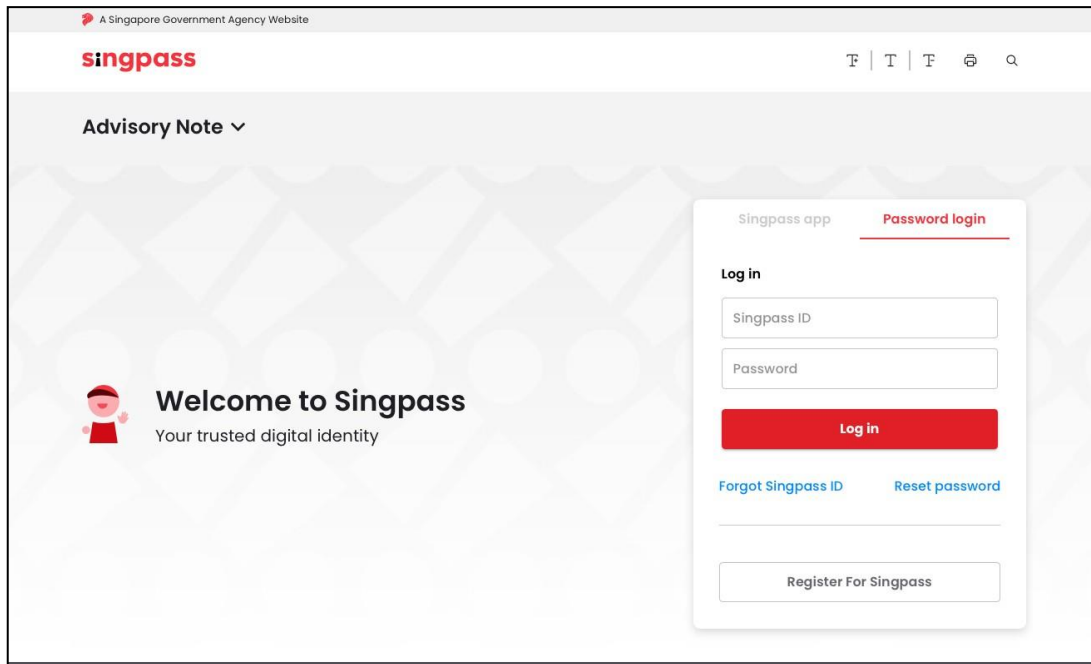 A Singapore Government Agency Website
singpass
T T T
Advisory Note
Singpass app Password login
Log in
Singpass ID
Password
Log in
Forgot Singpass ID Reset password
Register For Singpass
Welcome to Singpass
Your trusted digital identity